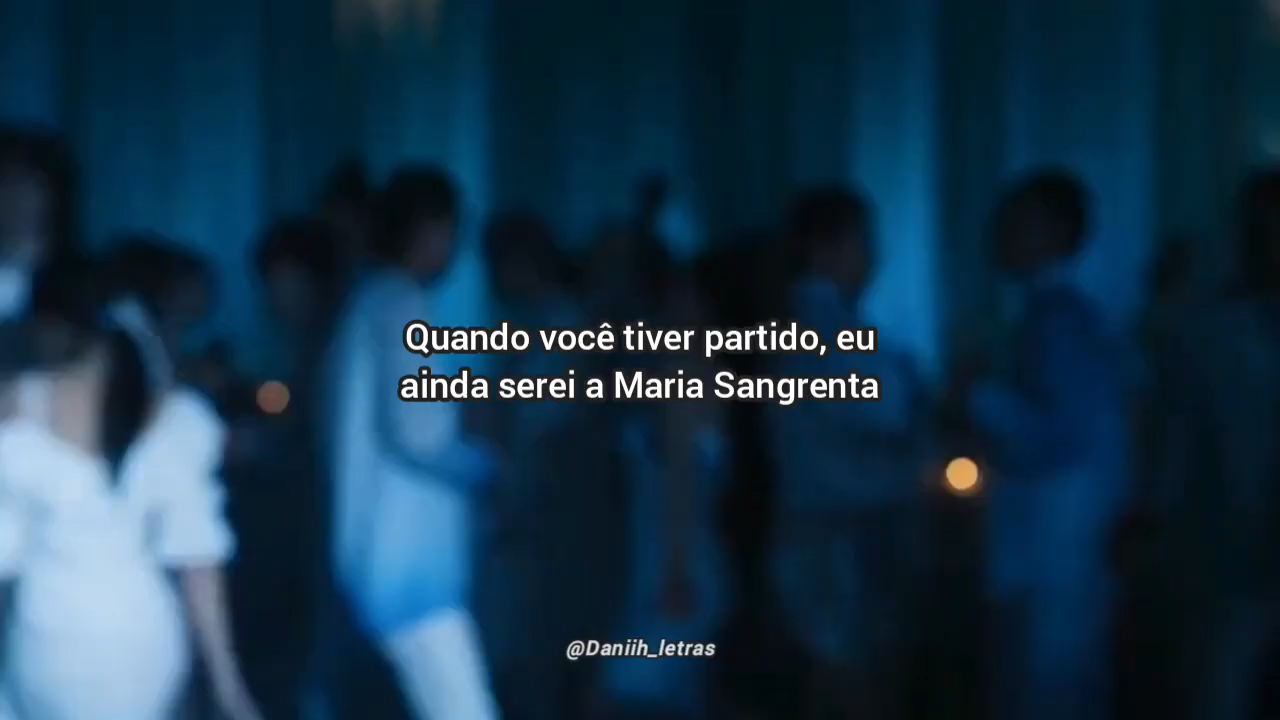 Quando você tiver partido, eu
ainda serei a Maria Sangrenta
@Daniih_letras